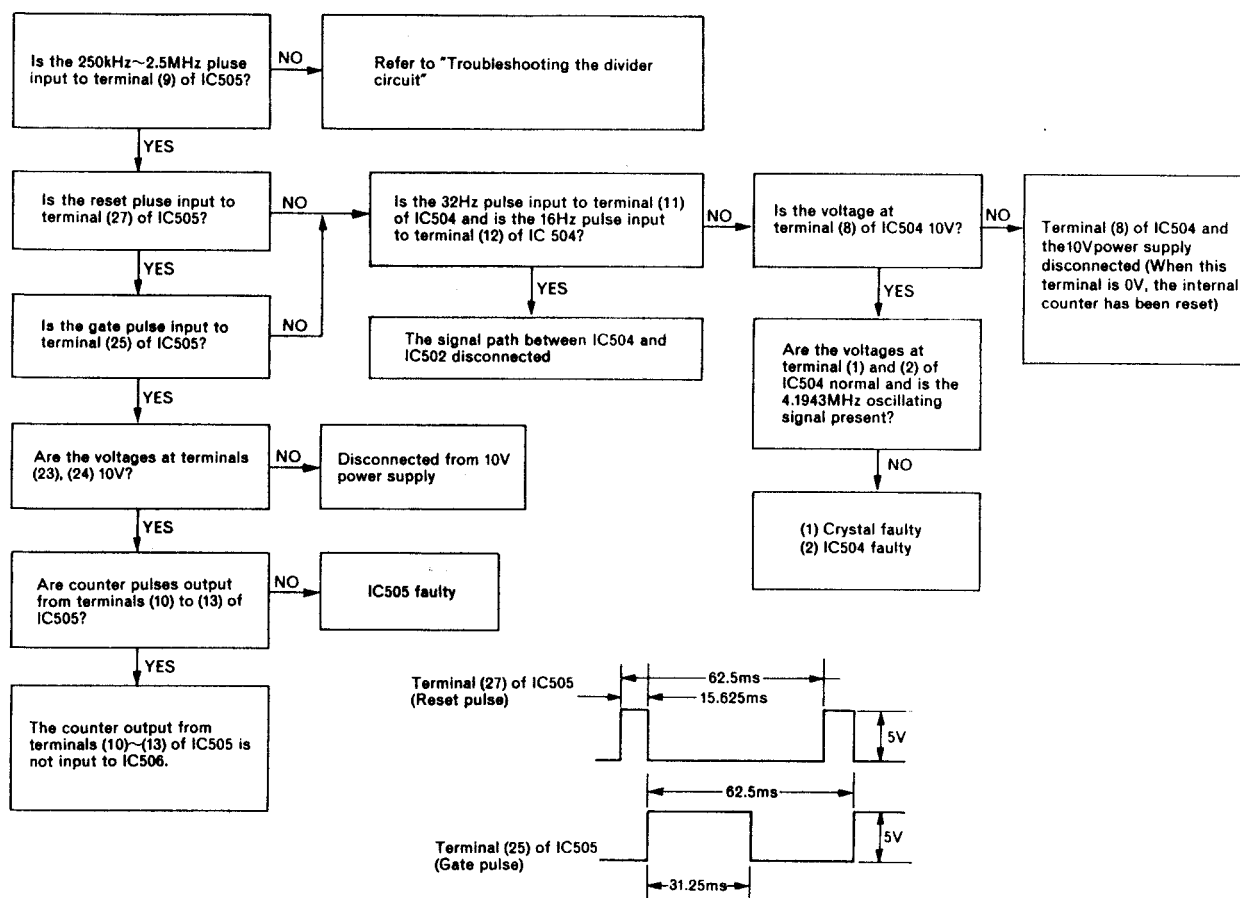 Is the 250kHz~2.5MHz pluse
input to terminal (9) of IC505?
NO
Refer to "Troubleshooting the divider
circuit"
YES
Is the reset pluse input to
terminal (27) of IC505?
NO
Is the 32Hz pulse input to terminal (11)
of IC504 and is the 16Hz pulse input
to terminal (12) of IC 504?
NO
Is the voltage at
terminal (8) of IC504 10V?
NO
Terminal (8) of IC504 and
the10Vpower supply
disconnected (When this
terminal is 0V, the internal
counter has been reset)
YES
YES
YES
Is the gate pulse input to
terminal (25) of IC505?
NO
The signal path between IC504 and
IC502 disconnected
Are the voltages at
terminal (1) and (2) of
IC504 normal and is the
4.1943MHz oscillating
signal present?
YES
NO
Are the voltages at terminals
(23), (24) 10V?
NO
Disconnected from 10V
power supply
(1) Crystal faulty
(2) IC504 faulty
YES
Are counter pulses output
from terminals (10) to (13) of
IC505?
NO
IC505 faulty
YES
The counter output from
terminals (10)~(13) of IC505 is
not input to IC506.
Terminal (27) of IC505
(Reset pulse)
62.5ms
15.625ms
5V
62.5ms
Terminal (25) of IC505
(Gate pulse)
5V
31.25ms